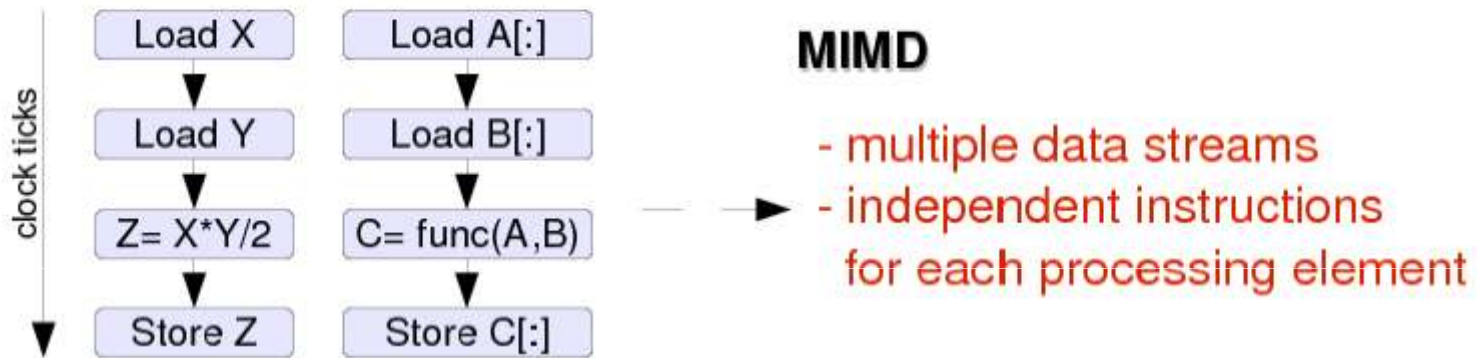 clock ticks
Load X
Load Y
Z= X*Y/2
Store Z
Load A[:]
Load B[:]
C= func(A,B)
Store C[:]
MIMD
- multiple data streams
- independent instructions
for each processing element